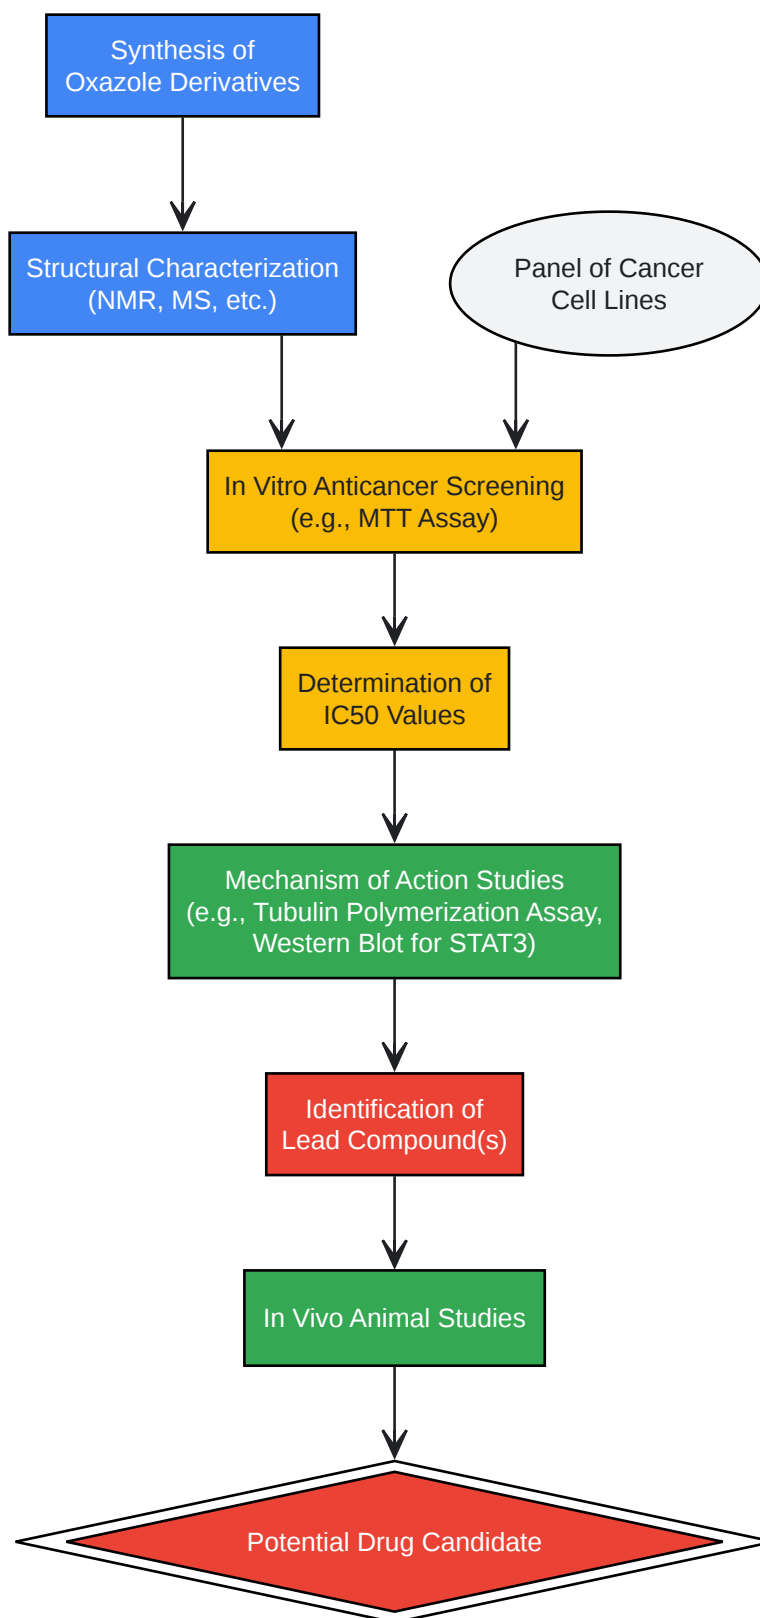 Synthesis of
Oxazole Derivatives
Structural Characterization
(NMR, MS, etc.)
Panel of Cancer
Cell Lines
In Vitro Anticancer Screening
(e.g., MTT Assay)
Determination of
IC50 Values
Mechanism of Action Studies
(e.g., Tubulin Polymerization Assay,
Western Blot for STAT3)
Identification of
Lead Compound(s)
In Vivo Animal Studies
Potential Drug Candidate